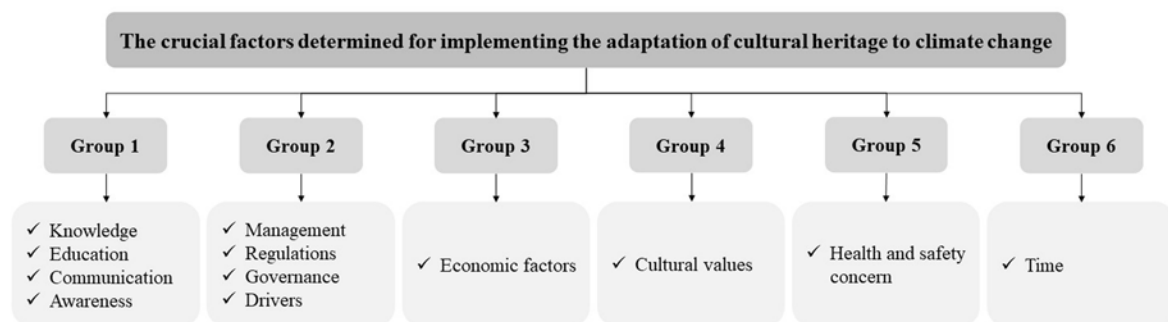 The crucial factors determined for implementing the adaptation of cultural heritage to climate change
Group 1
Group 2
Group 3
Group 4
Group 5
Group 6
✓ Knowledge
✓ Education
✓ Communication
✓ Awareness
✓ Management
✓ Regulations
✓ Governance
✓ Drivers
✓ Economic factors
✓ Cultural values
✓ Health and safety
concern
✓ Time